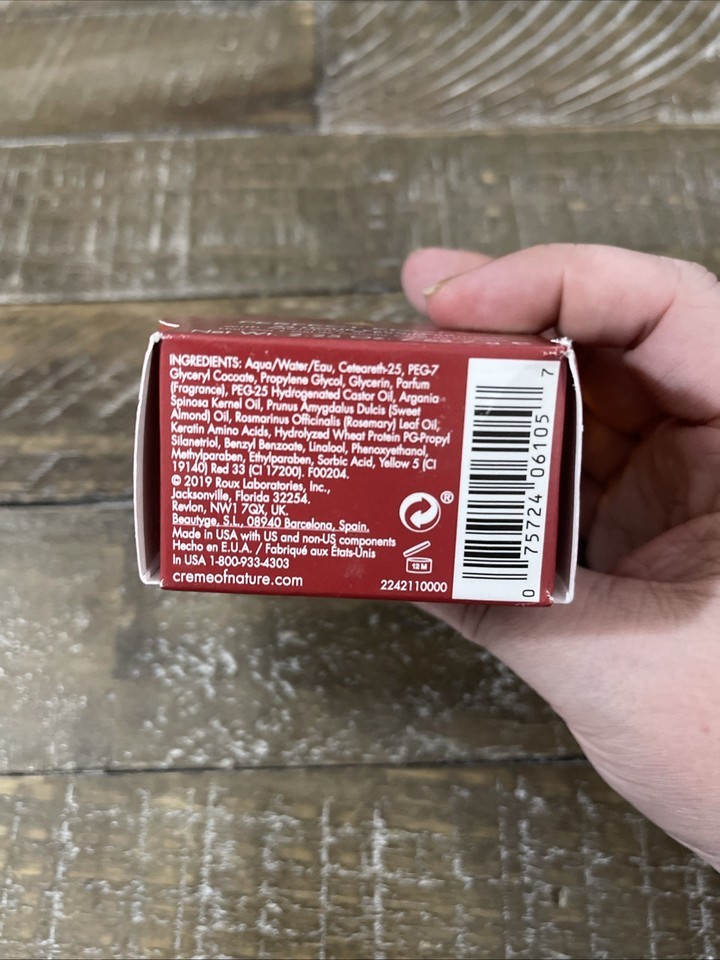 INGREDIENTS: Aqua/Water/Eau, Ceteareth-25, PEG-7
Glyceryl Cocoate, Propylene Glycol, Glycerin, Parfum
(Fragrance), PEG-25 Hydrogenated Castor Oil, Argania
Spinosa Kernel Oil, Prunus Amygdalus Dulcis (Sweet
Almond) Oil, Rosmarinus Officinalis (Rosemary) Leaf Oil,
Keratin Amino Acids, Hydrolyzed Wheat Protein PG-Propyl
Silanetriol, Benzyl Benzoate, Linalool, Phenoxyethanol,
Methylparaben, Ethylparaben, Sorbic Acid, Yellow 5 (CI
19140) Red 33 (CI 17200). F00204.
© 2019 Roux Laboratories, Inc.,
Jacksonville, Florida 32254.
Revlon, NW1 7QX, UK.
Beautyge, S.L., 08940 Barcelona, Spain.
Made in USA with US and non-US components
Hecho en E.U.A. / Fabriqué aux États-Unis
In USA 1-800-933-4303
cremeofnature.com
®
12 M
2242110000
0 75724 06105 7